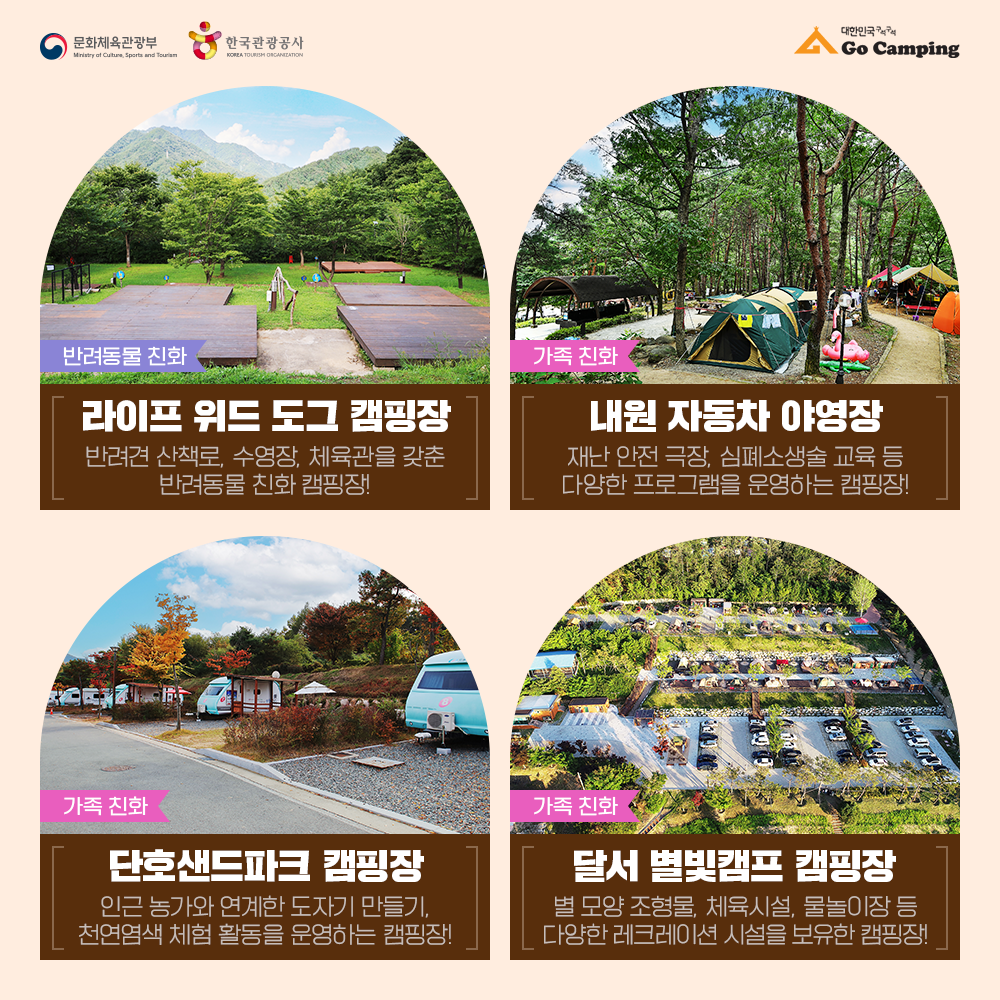 문화체육관광부
Ministry of Culture, Sports and Tourism
한국관광공사
KOREA TOURISM ORGANIZATION
대한민국 구석구석
Go Camping
반려동물 친화
라이프 위드 도그 캠핑장
반려견 산책로, 수영장, 체육관을 갖춘
반려동물 친화 캠핑장!
가족 친화
내원 자동차 야영장
재난 안전 극장, 심폐소생술 교육 등
다양한 프로그램을 운영하는 캠핑장!
가족 친화
단호샌드파크 캠핑장
인근 농가와 연계한 도자기 만들기,
천연염색 체험 활동을 운영하는 캠핑장!
가족 친화
달서 별빛캠프 캠핑장
별 모양 조형물, 체육시설, 물놀이장 등
다양한 레크레이션 시설을 보유한 캠핑장!